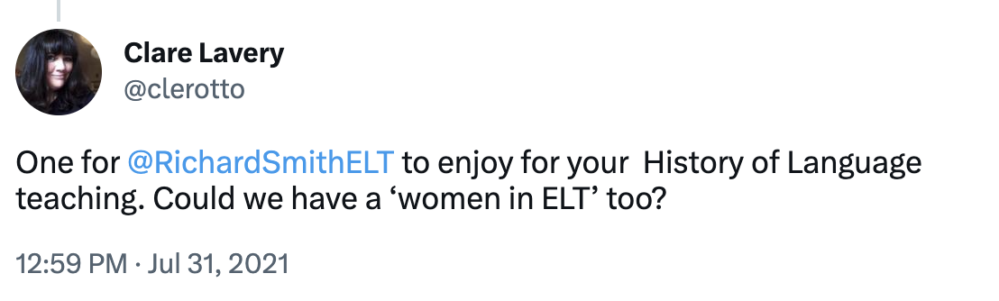 Clare Lavery
@clerotto
One for @RichardSmithELT to enjoy for your  History of Language
teaching. Could we have a ‘women in ELT’ too?
12:59 PM · Jul 31, 2021